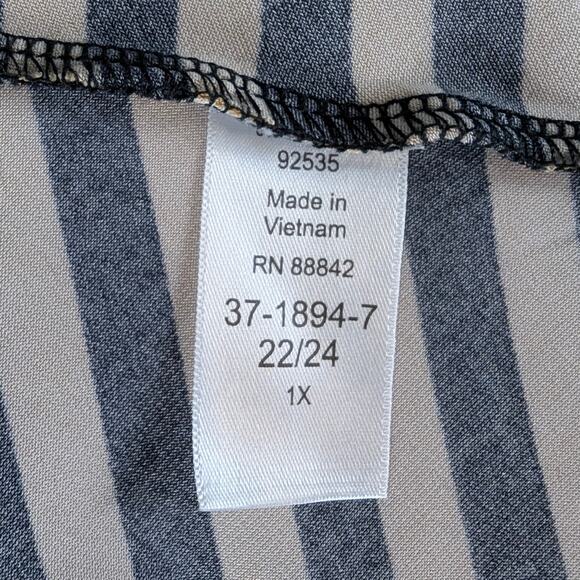 92535
Made in
Vietnam
RN 88842
37-1894-7
22/24
1X